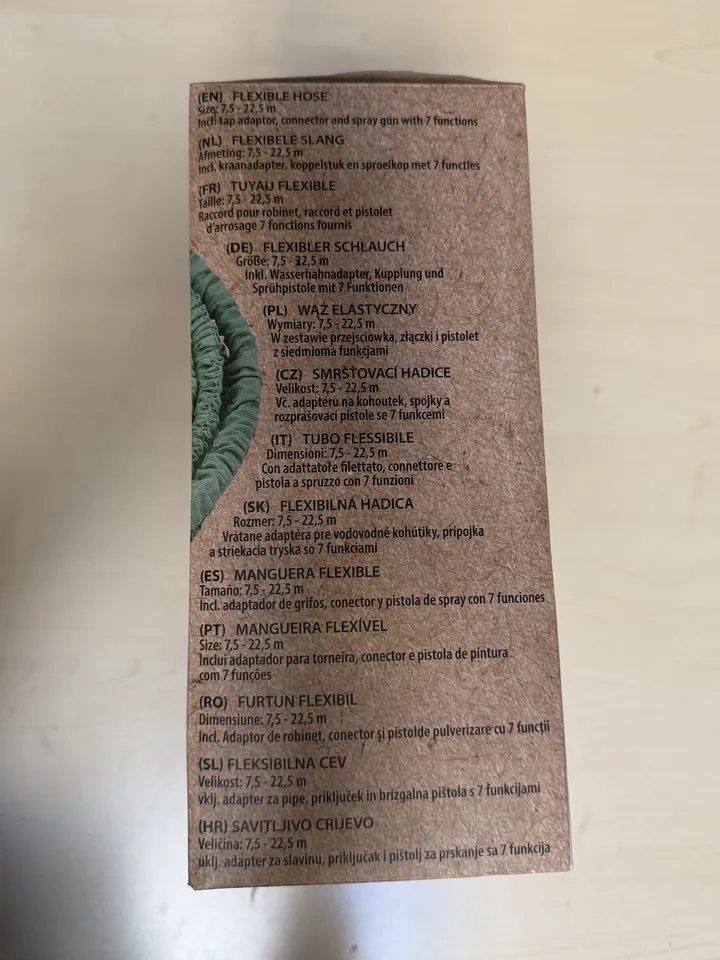 (EN) FLEXIBLE HOSE
Size: 7,5 - 22,5 m
Incl. tap adaptor, connector and spray gun with 7 functions
(NL) FLEXIBELE SLANG
Afmeting: 7,5 - 22,5 m
Incl. kraanadapter, koppelstuk en sproeikop met 7 functies
(FR) TUYAU FLEXIBLE
Taille: 7,5 - 22,5 m
Raccord pour robinet, raccord et pistolet
d'arrosage 7 fonctions fournis
(DE) FLEXIBLER SCHLAUCH
Größe: 7,5 - 22,5 m
Inkl. Wasserhahnadapter, Kupplung und
Sprühpistole mit 7 Funktionen
(PL) WĄŻ ELASTYCZNY
Wymiary: 7,5 - 22,5 m
W zestawie przejsciowka, złączki i pistolet
z siedmioma funkcjami
(CZ) SMRŠŤOVACÍ HADICE
Velikost: 7,5 - 22,5 m
Vč. adaptéru na kohoutek, spojky a
rozprašovací pistole se 7 funkcemi
(IT) TUBO FLESSIBILE
Dimensioni: 7,5 - 22,5 m
Con adattatore filettato, connettore e
pistola a spruzzo con 7 funzioni
(SK) FLEXIBILNÁ HADICA
Rozmer: 7,5 - 22,5 m
Vrátane adaptéra pre vodovodné kohútiky, prípojka
a striekacia tryska so 7 funkciami
(ES) MANGUERA FLEXIBLE
Tamaño: 7,5 - 22,5 m
Incl. adaptador de grifos, conector y pistola de spray con 7 funciones
(PT) MANGUEIRA FLEXÍVEL
Size: 7,5 - 22,5 m
Inclui adaptador para torneira, conector e pistola de pintura
com 7 funções
(RO) FURTUN FLEXIBIL
Dimensiune: 7,5 - 22,5 m
Incl. Adaptor de robinet, conector și pistolde pulverizare cu 7 funcții
(SL) FLEKSIBILNA CEV
Velikost: 7,5 - 22,5 m
vklj. adapter za pipe, priključek in brizgalna pištola s 7 funkcijami
(HR) SAVITLJIVO CRIJEVO
Veličina: 7,5 - 22,5 m
uklj. adapter za slavinu, priključak i pištolj za prskanje sa 7 funkcija